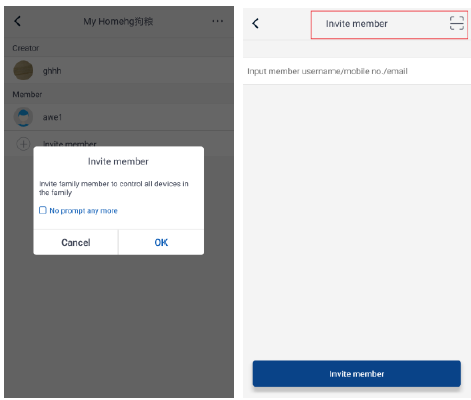 My Homehg狗粮
Creator
ghhh
Member
awe1
Invite member
Invite member
Invite family member to control all devices in
the family
No prompt any more
Cancel
OK
Invite member
Input member username/mobile no./email
Invite member